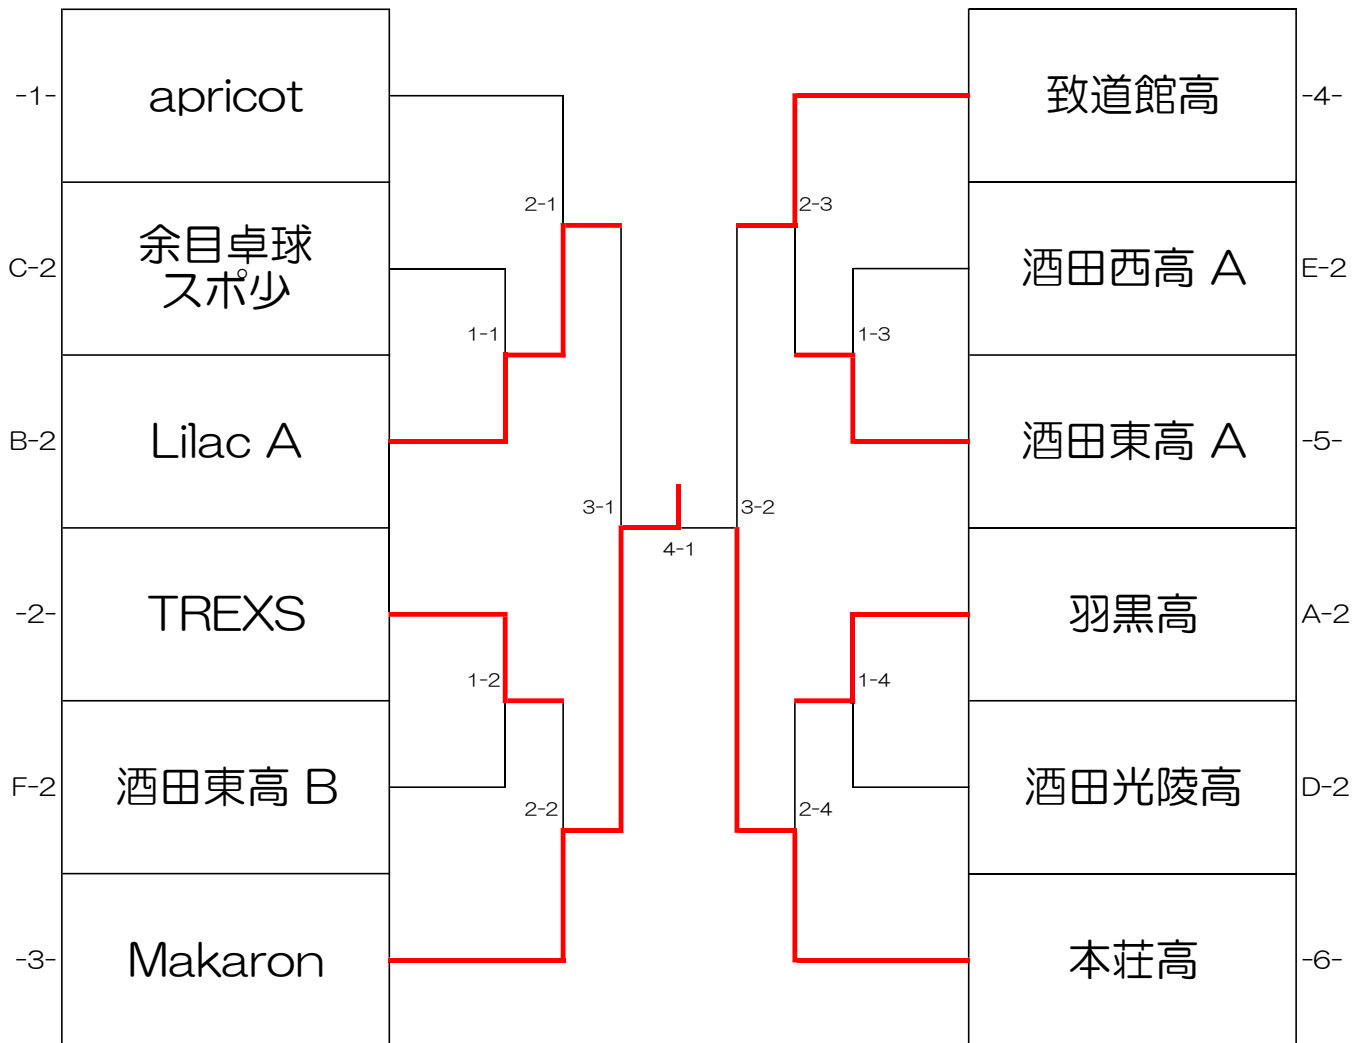 -1-
apricot
C-2
余目卓球
スポ少
B-2
Lilac A
-2-
TREXS
F-2
酒田東高 B
-3-
Makaron
2-1
1-1
3-1
1-2
2-2
4-1
2-3
1-3
3-2
1-4
2-4
致道館高
-4-
酒田西高 A
E-2
酒田東高 A
-5-
羽黒高
A-2
酒田光陵高
D-2
本荘高
-6-